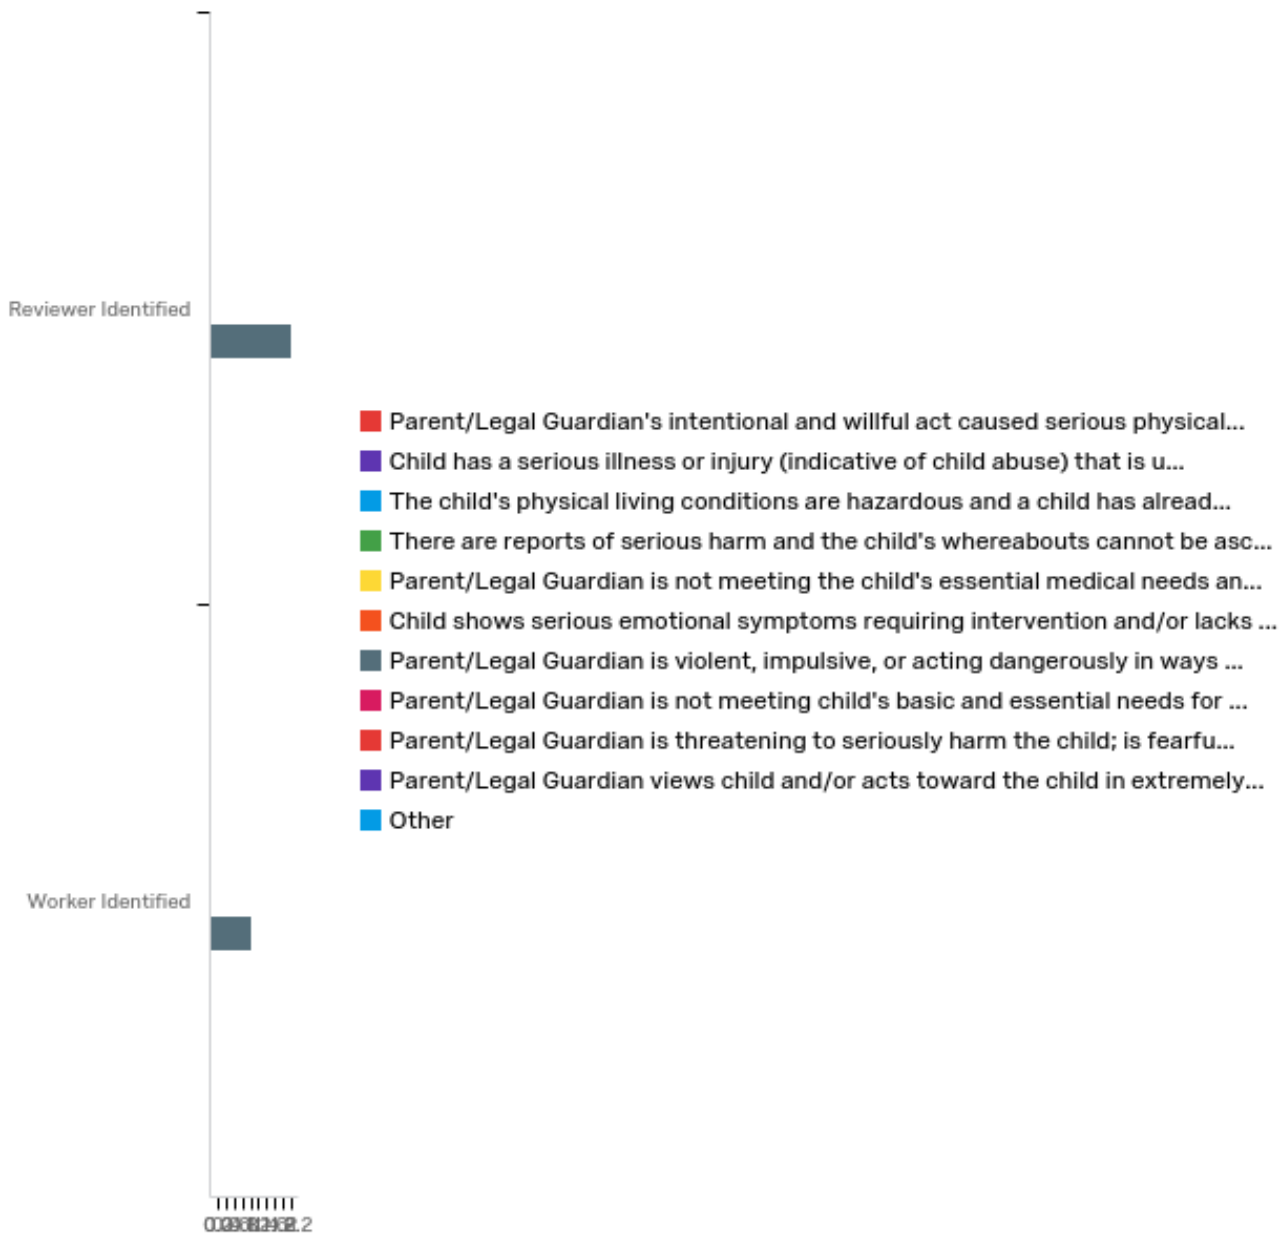 Reviewer Identified
Parent/Legal Guardian's intentional and willful act caused serious physical...
Child has a serious illness or injury (indicative of child abuse) that is u...
The child's physical living conditions are hazardous and a child has alread...
There are reports of serious harm and the child's whereabouts cannot be asc...
Parent/Legal Guardian is not meeting the child's essential medical needs an...
Child shows serious emotional symptoms requiring intervention and/or lacks ...
Parent/Legal Guardian is violent, impulsive, or acting dangerously in ways ...
Parent/Legal Guardian is not meeting child's basic and essential needs for ...
Parent/Legal Guardian is threatening to seriously harm the child; is fearfu...
Parent/Legal Guardian views child and/or acts toward the child in extremely...
Other
Worker Identified